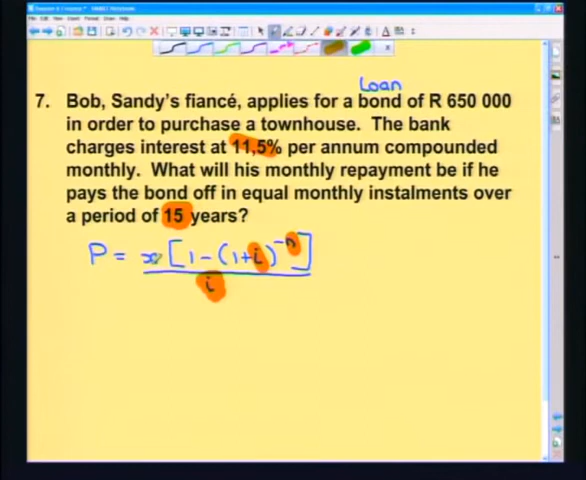 Loan
7. Bob, Sandy's fiancé, applies for a bond of R 650 000
in order to purchase a townhouse. The bank
charges interest at 11,5% per annum compounded
monthly. What will his monthly repayment be if he
pays the bond off in equal monthly instalments over
a period of 15 years?
P = x[1-(1+i)⁻ⁿ]
i